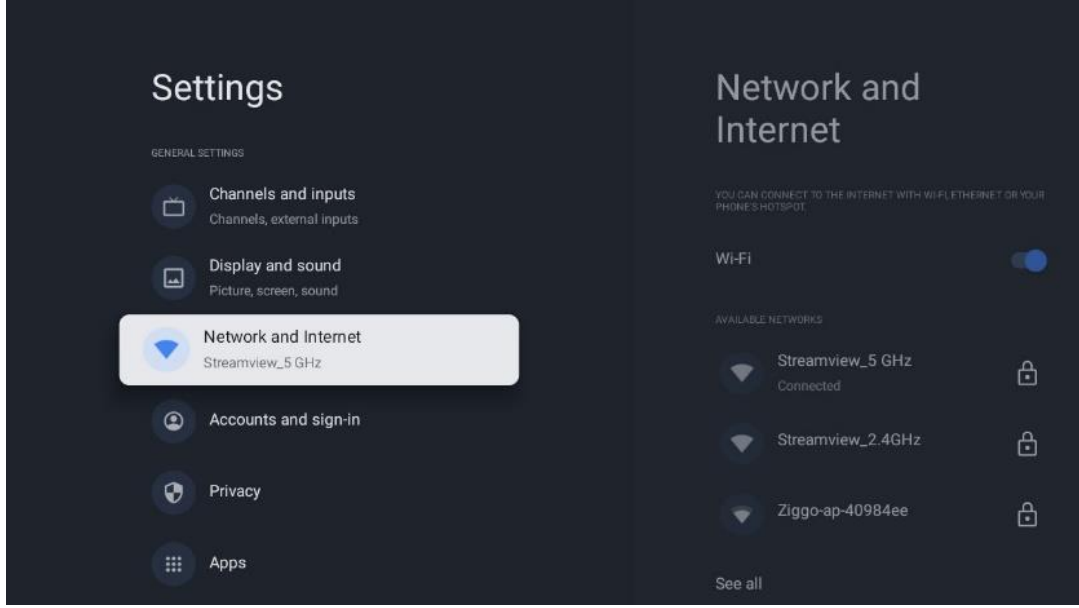 Settings
GENERAL SETTINGS
Channels and inputs
Channels, external inputs
Display and sound
Picture, screen, sound
Network and Internet
Streamview_5 GHz
Accounts and sign-in
Privacy
Apps
Network and
Internet
YOU CAN CONNECT TO THE INTERNET WITH WI-FI, ETHERNET OR YOUR
PHONE'S HOTSPOT.
Wi-Fi
AVAILABLE NETWORKS
Streamview_5 GHz
Connected
Streamview_2.4GHz
Ziggo-ap-40984ee
See all